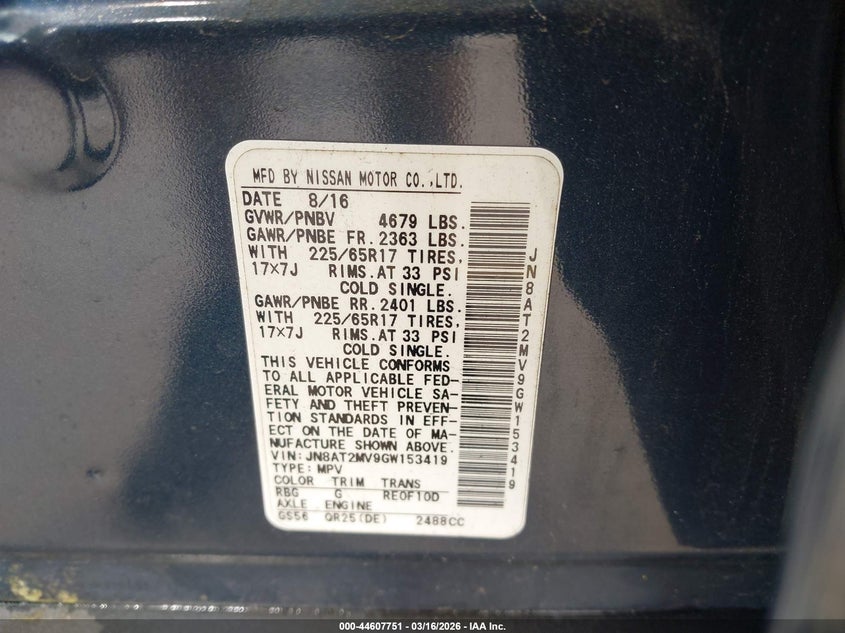 MFD BY NISSAN MOTOR CO.,LTD.
DATE 8/16
GVWR/PNBV 4679 LBS.
GAWR/PNBE FR.2363 LBS.
WITH 225/65R17 TIRES,
17×7J RIMS.AT 33 PSI
COLD SINGLE.
GAWR/PNBE RR.2401 LBS.
WITH 225/65R17 TIRES,
17×7J RIMS.AT 33 PSI
COLD SINGLE.
THIS VEHICLE CONFORMS
TO ALL APPLICABLE FED-
ERAL MOTOR VEHICLE SA-
FETY AND THEFT PREVEN-
TION STANDARDS IN EFF-
ECT ON THE DATE OF MA-
NUFACTURE SHOWN ABOVE.
VIN:JN8AT2MV9GW153419
TYPE:MPV
COLOR TRIM TRANS
RBG G RE0F10D
AXLE ENGINE
GS56 QR25(DE) 2488CC
JN8AT2MV9GW153419
000-44607751 - 03/16/2026 - IAA Inc.